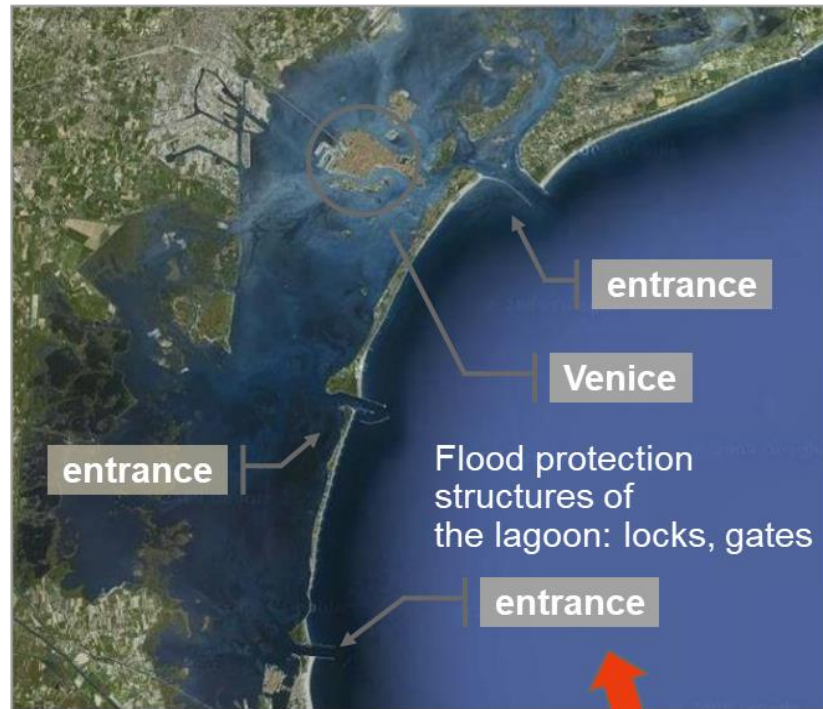 entrance
Venice
entrance
Flood protection
structures of
the lagoon: locks, gates
entrance